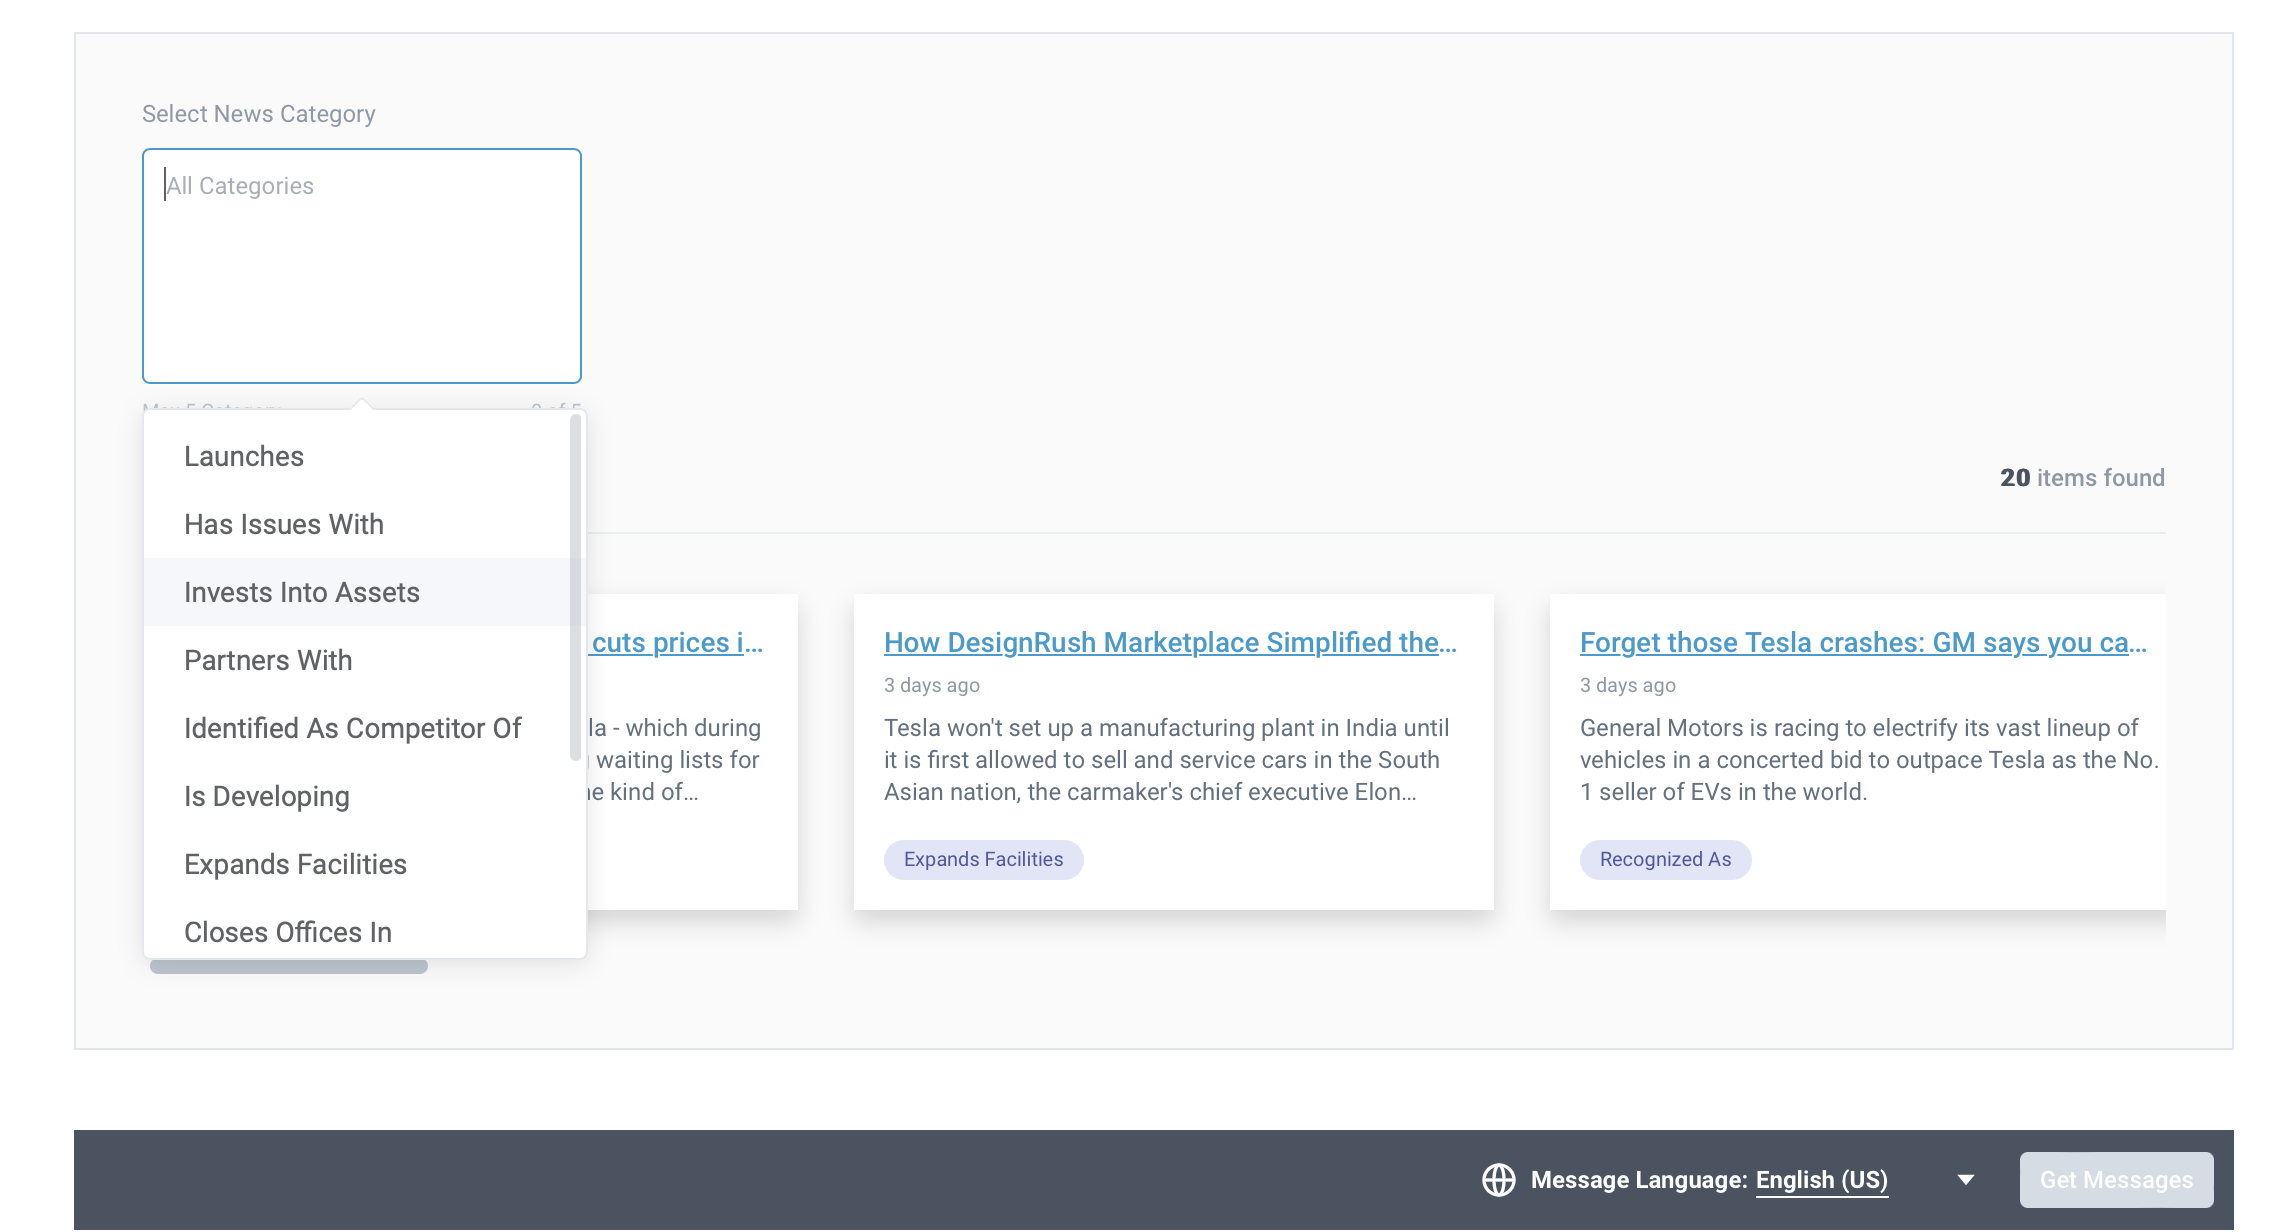 Select News Category
All Categories
Launches
Has Issues With
Invests Into Assets
Partners With
Identified As Competitor Of
Is Developing
Expands Facilities
Closes Offices In
20 items found
cuts prices i...
la - which during
waiting lists for
e kind of...
How DesignRush Marketplace Simplified the...
3 days ago
Tesla won't set up a manufacturing plant in India until
it is first allowed to sell and service cars in the South
Asian nation, the carmaker's chief executive Elon...
Expands Facilities
Forget those Tesla crashes: GM says you ca...
3 days ago
General Motors is racing to electrify its vast lineup of
vehicles in a concerted bid to outpace Tesla as the No.
1 seller of EVs in the world.
Recognized As
Message Language: English (US)
Get Messages